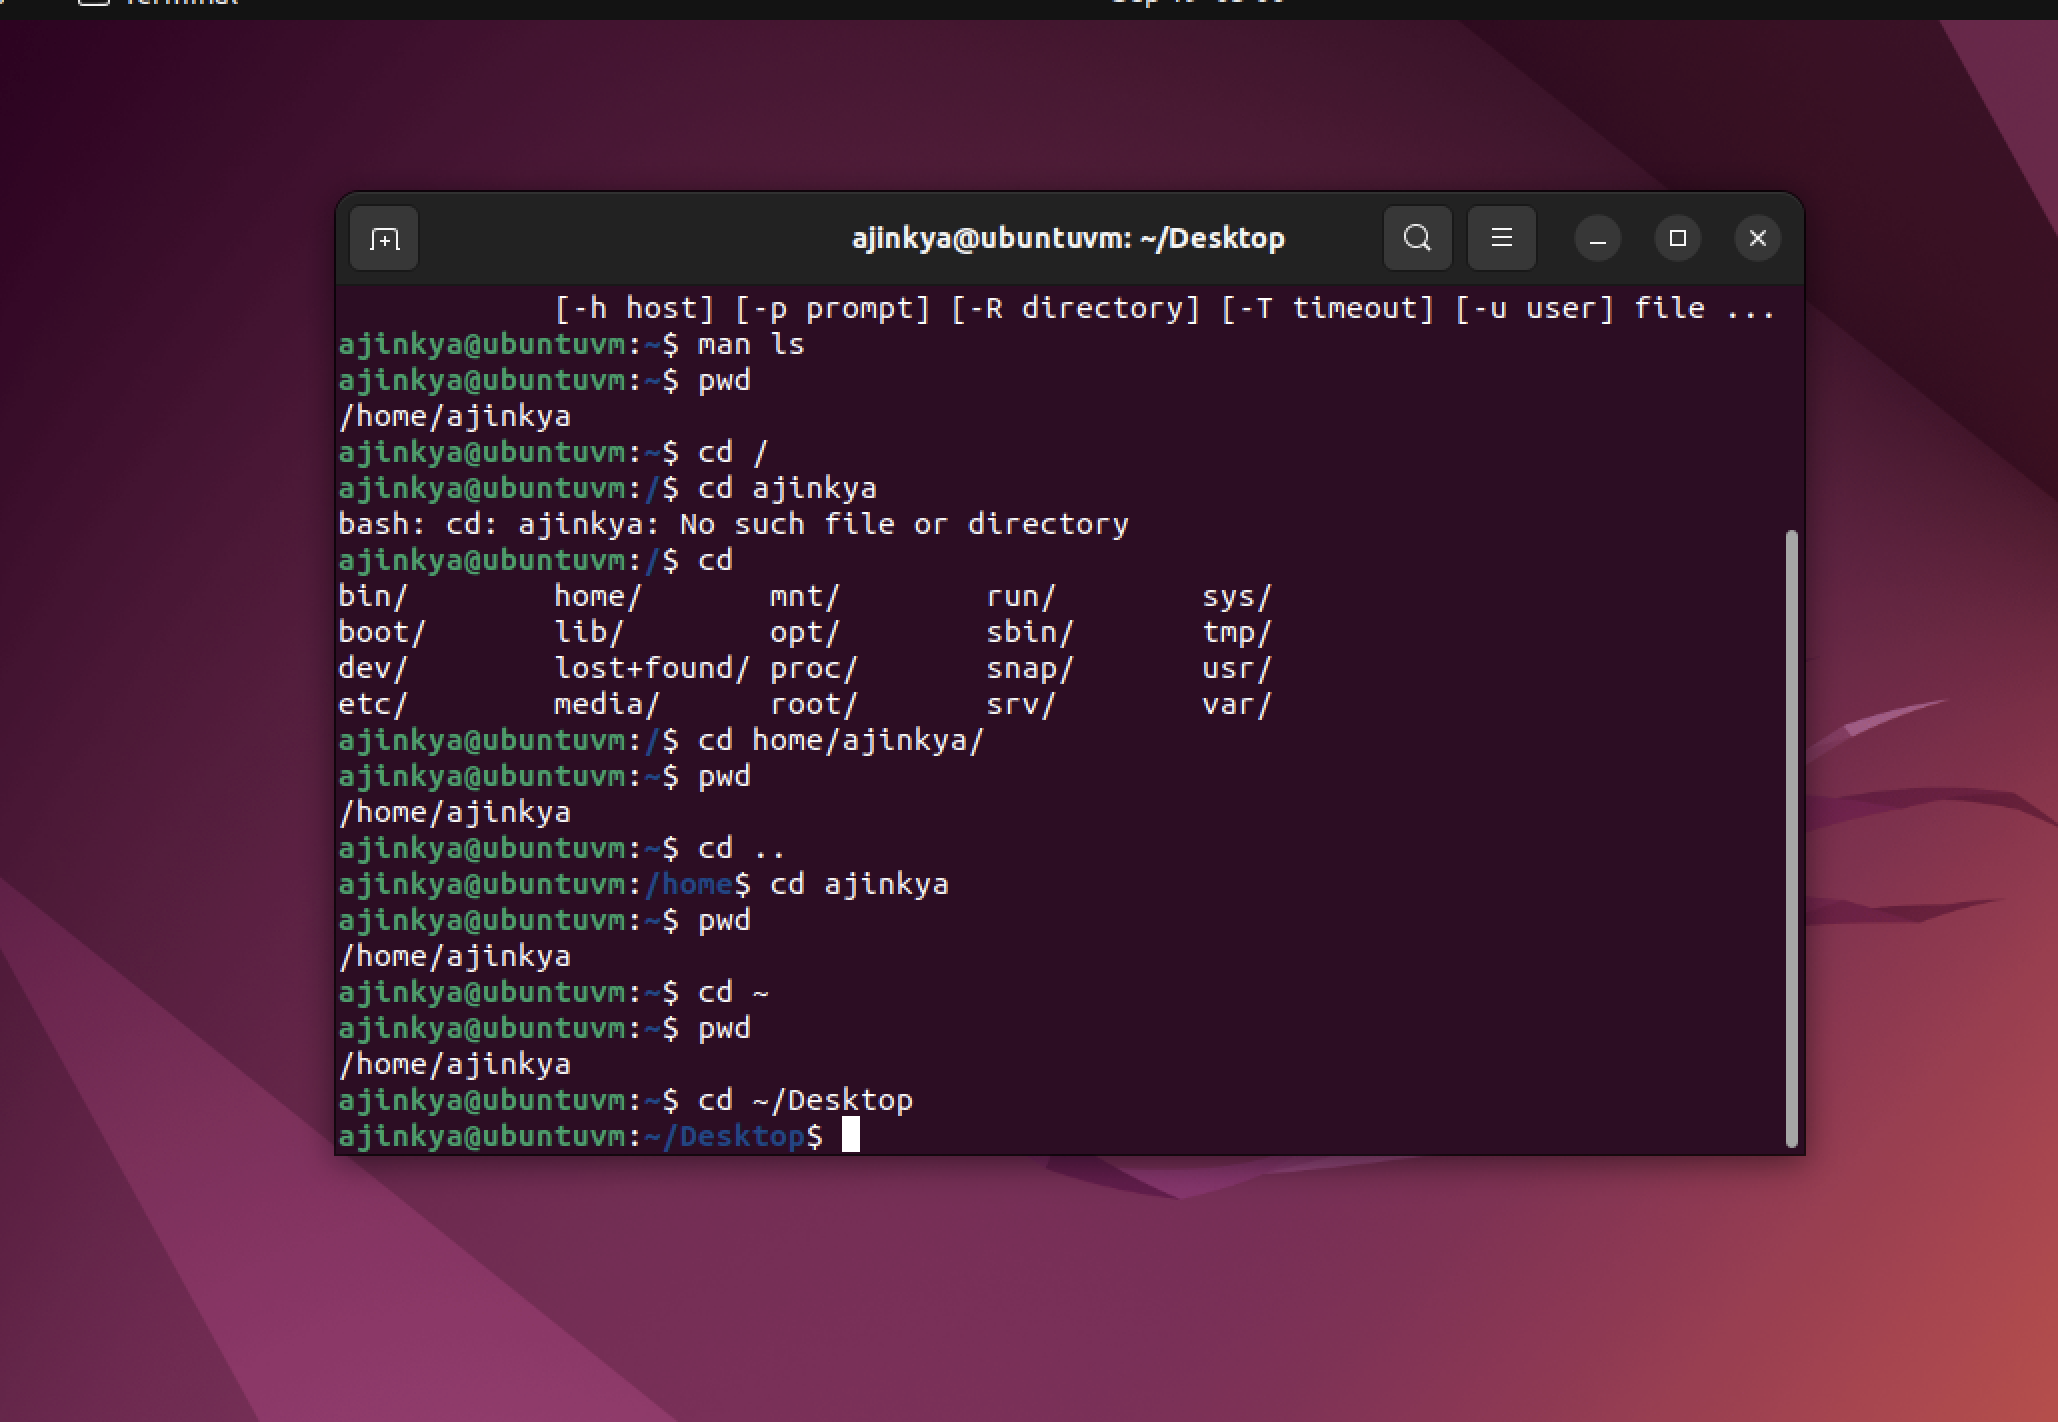 Terminal
ajinkya@ubuntuvm: ~/Desktop
[-h host] [-p prompt] [-R directory] [-T timeout] [-u user] file ...
ajinkya@ubuntuvm:~$ man ls
ajinkya@ubuntuvm:~$ pwd
/home/ajinkya
ajinkya@ubuntuvm:~$ cd /
ajinkya@ubuntuvm:/$ cd ajinkya
bash: cd: ajinkya: No such file or directory
ajinkya@ubuntuvm:/$ cd
bin/ home/ mnt/ run/ sys/
boot/ lib/ opt/ sbin/ tmp/
dev/ lost+found/ proc/ snap/ usr/
etc/ media/ root/ srv/ var/
ajinkya@ubuntuvm:/$ cd home/ajinkya/
ajinkya@ubuntuvm:~$ pwd
/home/ajinkya
ajinkya@ubuntuvm:~$ cd ..
ajinkya@ubuntuvm:/home$ cd ajinkya
ajinkya@ubuntuvm:~$ pwd
/home/ajinkya
ajinkya@ubuntuvm:~$ cd ~
ajinkya@ubuntuvm:~$ pwd
/home/ajinkya
ajinkya@ubuntuvm:~$ cd ~/Desktop
ajinkya@ubuntuvm:~/Desktop$